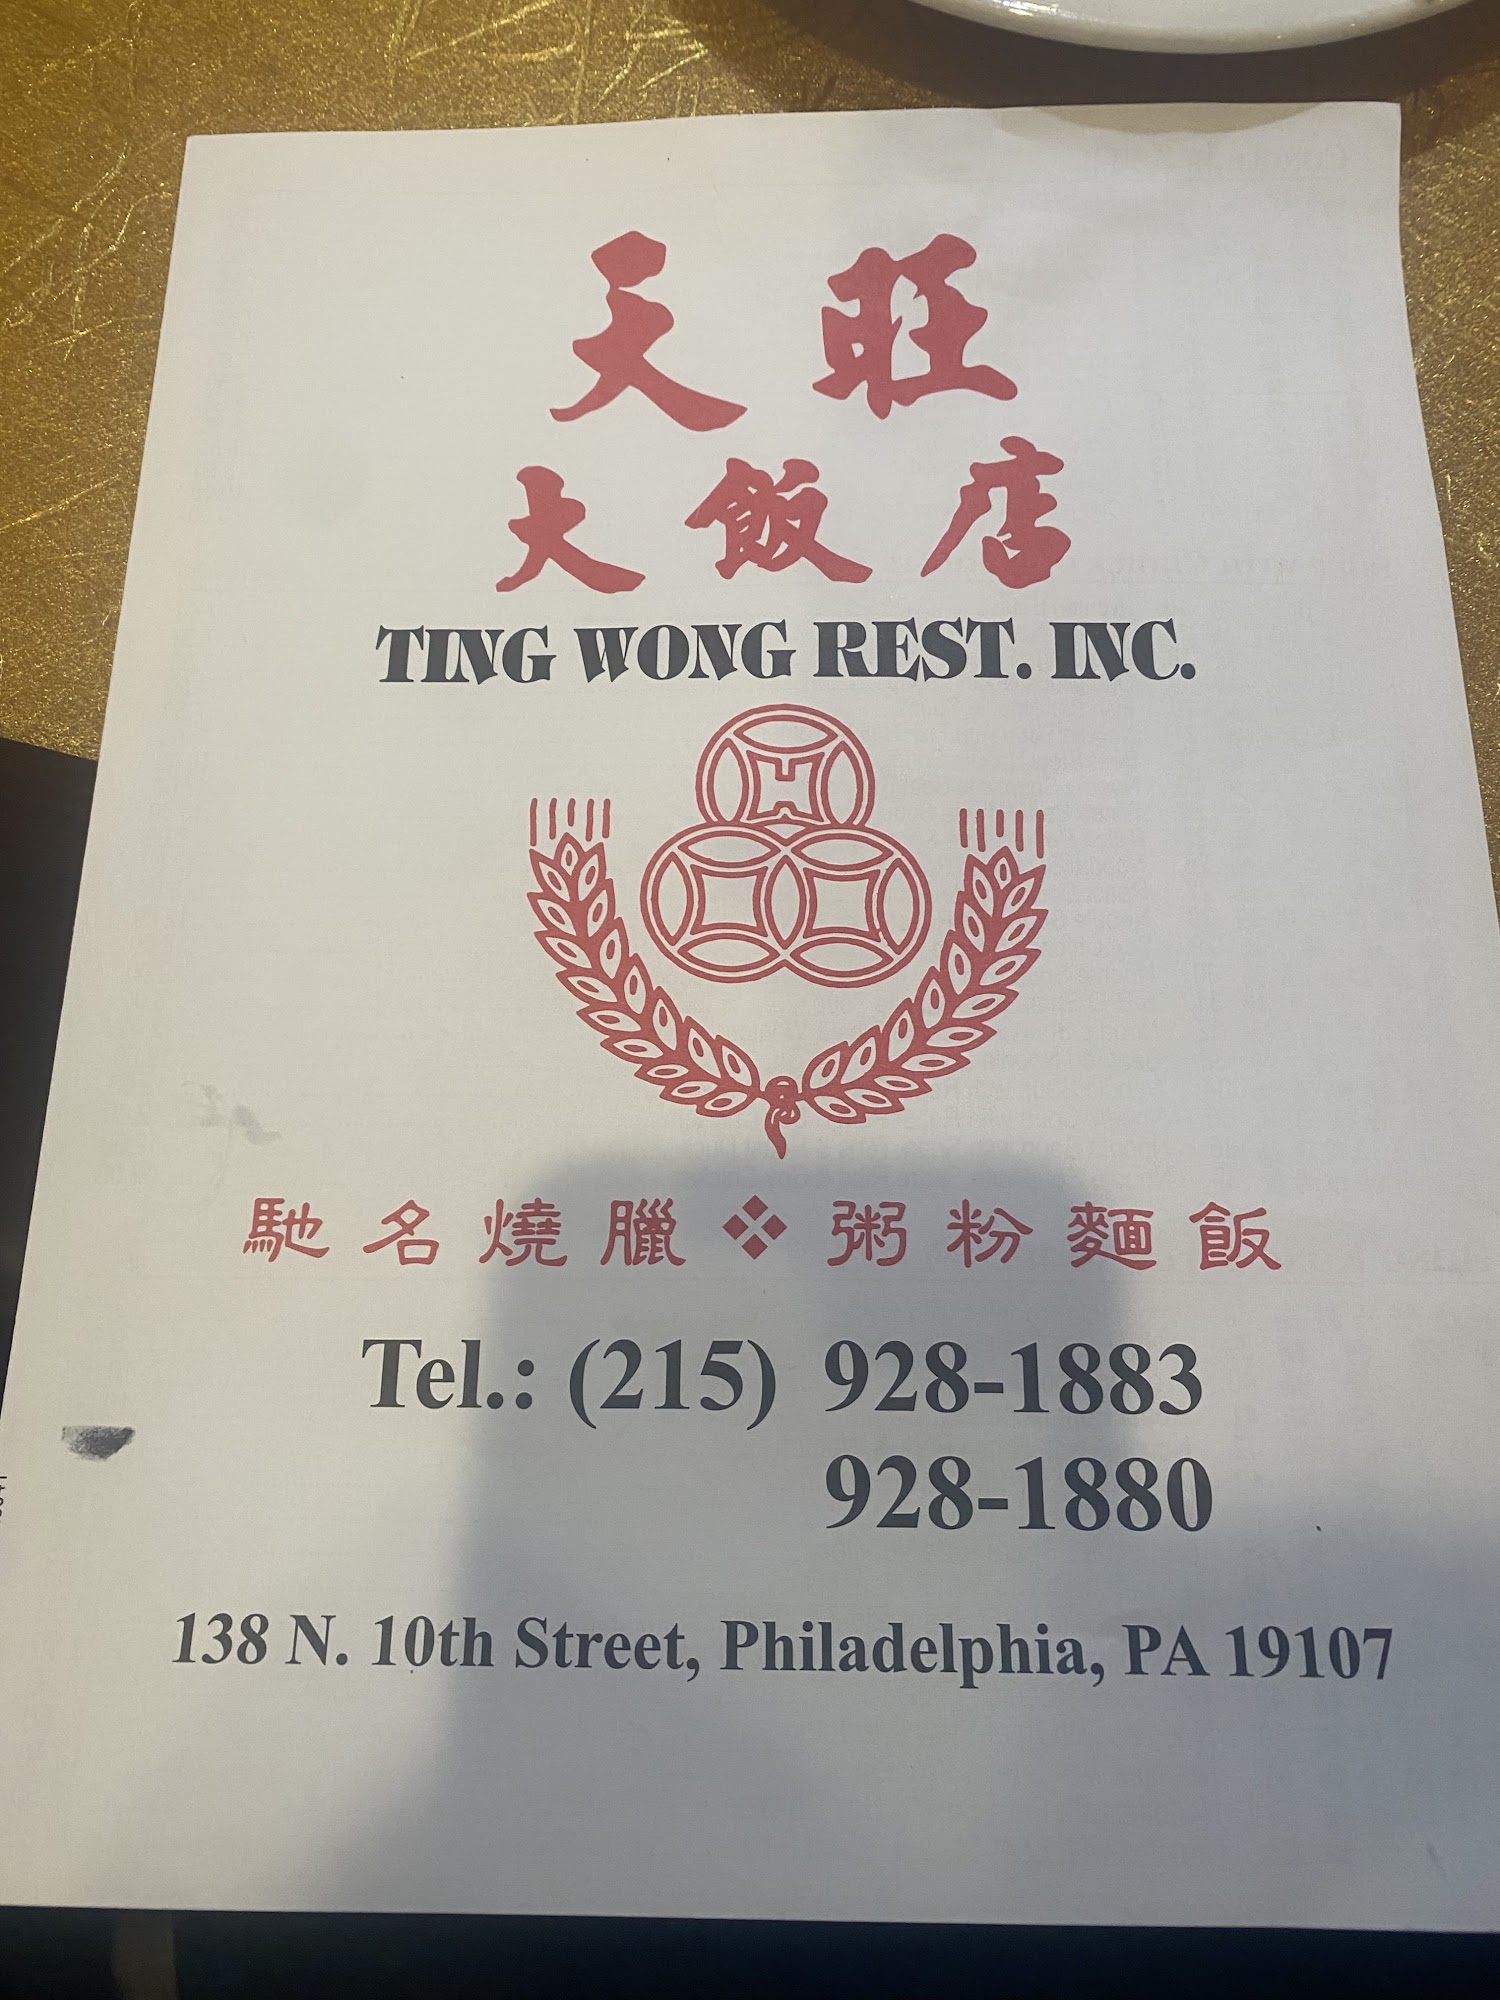 天旺
大飯店
TING WONG REST. INC.
馳名燒臘❖粥粉麵飯
Tel.: (215) 928-1883
928-1880
138 N. 10th Street, Philadelphia, PA 19107